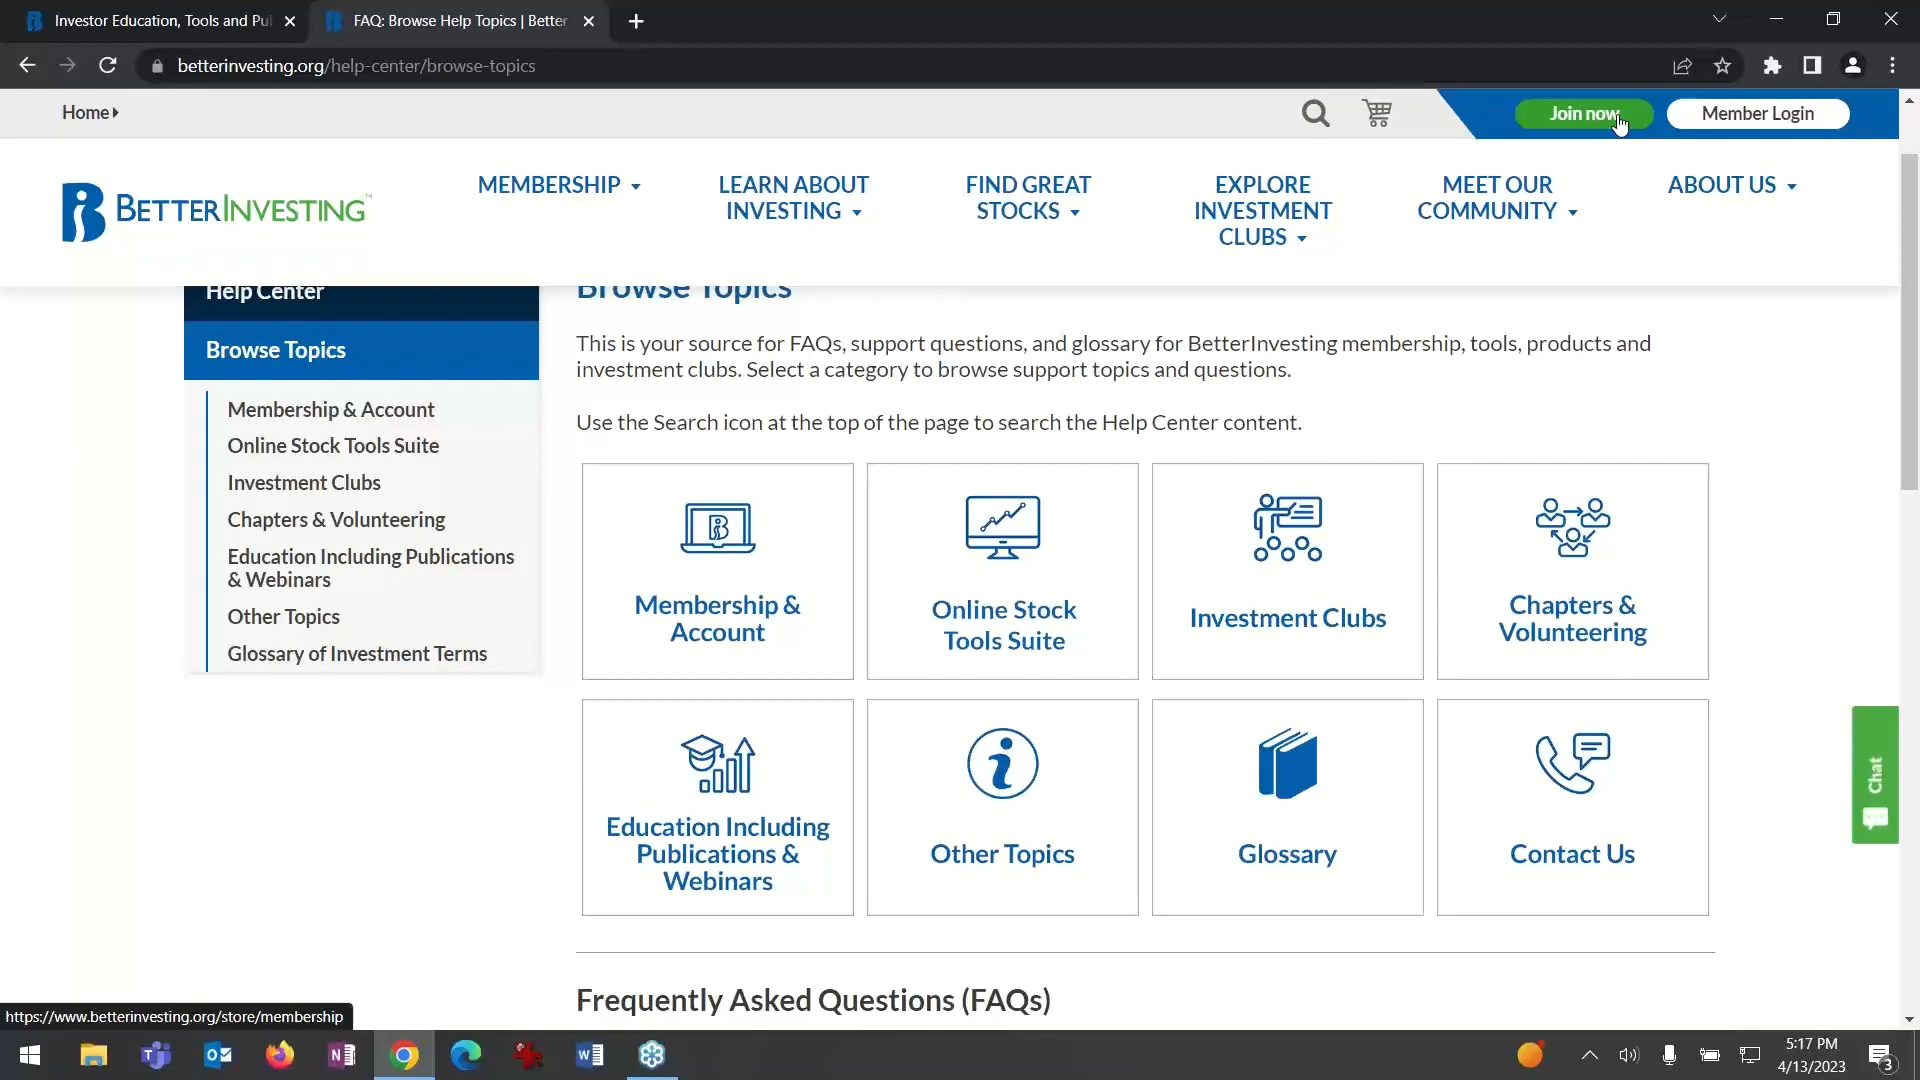 Investor Education, Tools and Pul
FAQ: Browse Help Topics | Better
betterinvesting.org/help-center/browse-topics
Home
Join now
Member Login
BETTERINVESTING™
MEMBERSHIP
LEARN ABOUT
INVESTING
FIND GREAT
STOCKS
EXPLORE
INVESTMENT
CLUBS
MEET OUR
COMMUNITY
ABOUT US
Help Center
Browse Topics
Membership & Account
Online Stock Tools Suite
Investment Clubs
Chapters & Volunteering
Education Including Publications
& Webinars
Other Topics
Glossary of Investment Terms
Browse Topics
This is your source for FAQs, support questions, and glossary for BetterInvesting membership, tools, products and
investment clubs. Select a category to browse support topics and questions.
Use the Search icon at the top of the page to search the Help Center content.
Membership &
Account
Online Stock
Tools Suite
Investment Clubs
Chapters &
Volunteering
Education Including
Publications &
Webinars
Other Topics
Glossary
Contact Us
Chat
Frequently Asked Questions (FAQs)
https://www.betterinvesting.org/store/membership
5:17 PM
4/13/2023
3